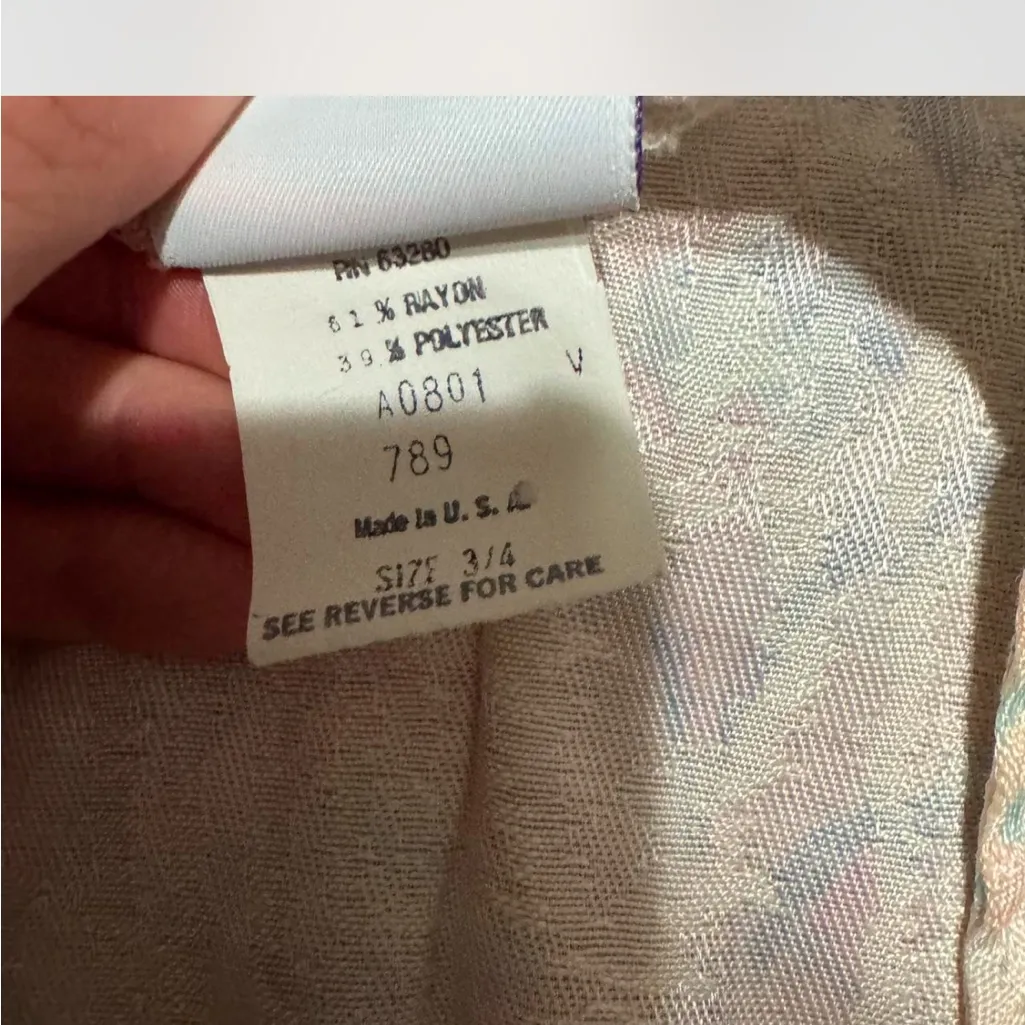 RN 63280
61 % RAYON
39 % POLYESTER
V
A0801
789
Made In U. S. A.
SIZE 3/4
SEE REVERSE FOR CARE